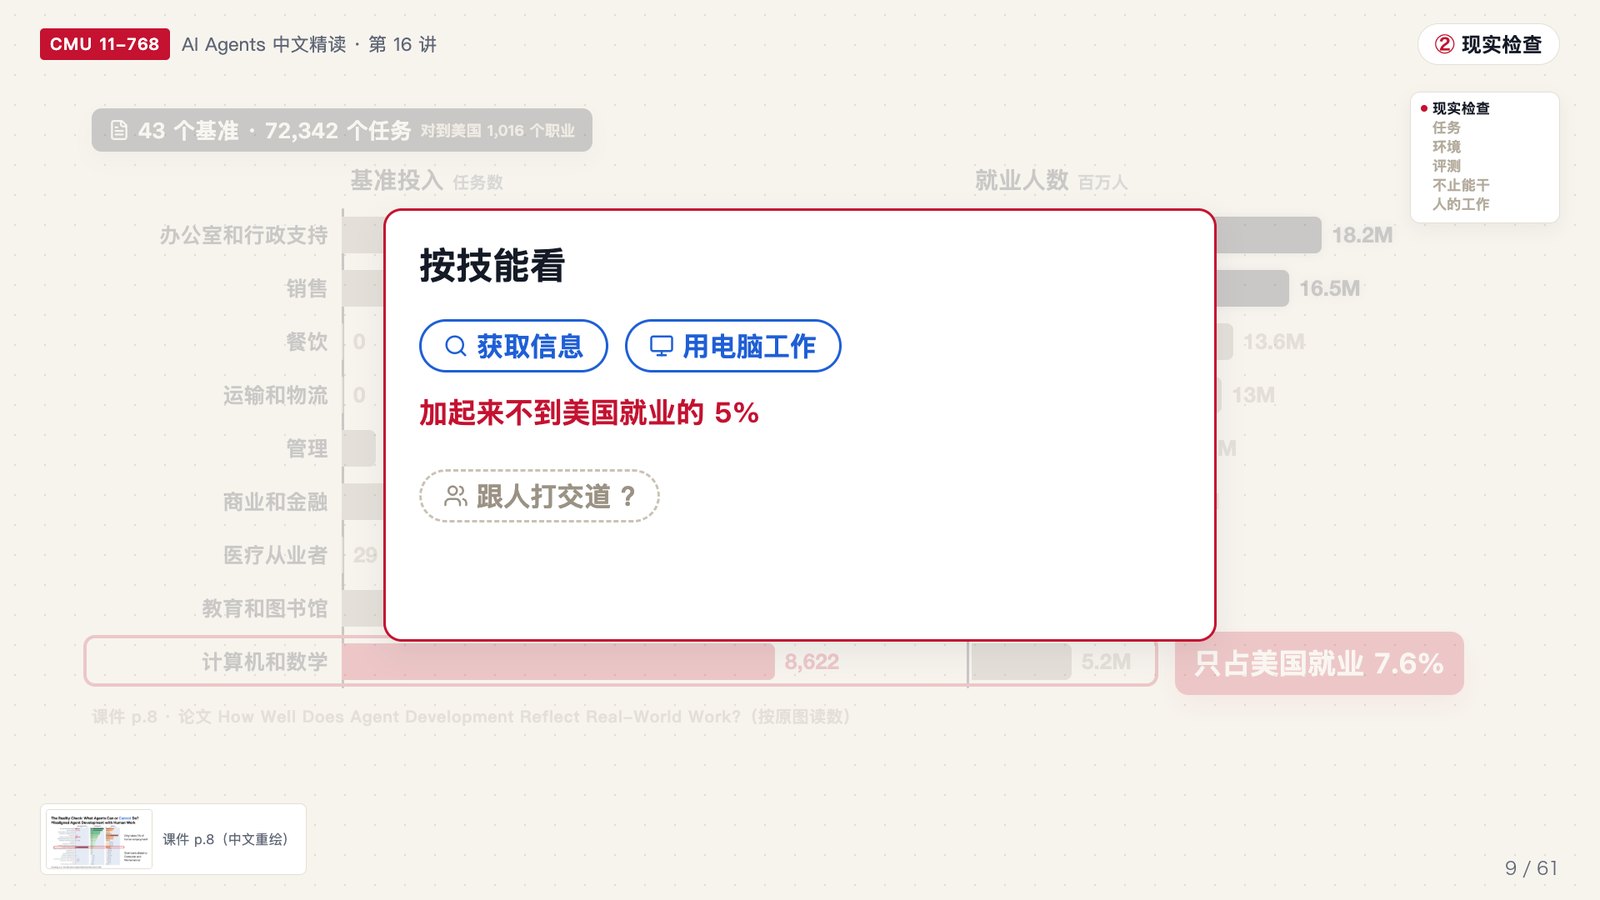 CMU 11-768 AI Agents 中文精读 · 第 16 讲
② 现实检查
现实检查
任务
环境
评测
不止能干
人的工作
43 个基准 · 72,342 个任务 对到美国 1,016 个职业
基准投入 任务数
就业人数 百万人
办公室和行政支持
18.2M
销售
16.5M
餐饮
0
13.6M
运输和物流
0
13M
管理
M
商业和金融
医疗从业者
29
教育和图书馆
计算机和数学
8,622
5.2M
只占美国就业 7.6%
按技能看
获取信息
用电脑工作
加起来不到美国就业的 5%
跟人打交道 ?
课件 p.8 · 论文 How Well Does Agent Development Reflect Real-World Work?（按原图读数）
课件 p.8（中文重绘）
9 / 61